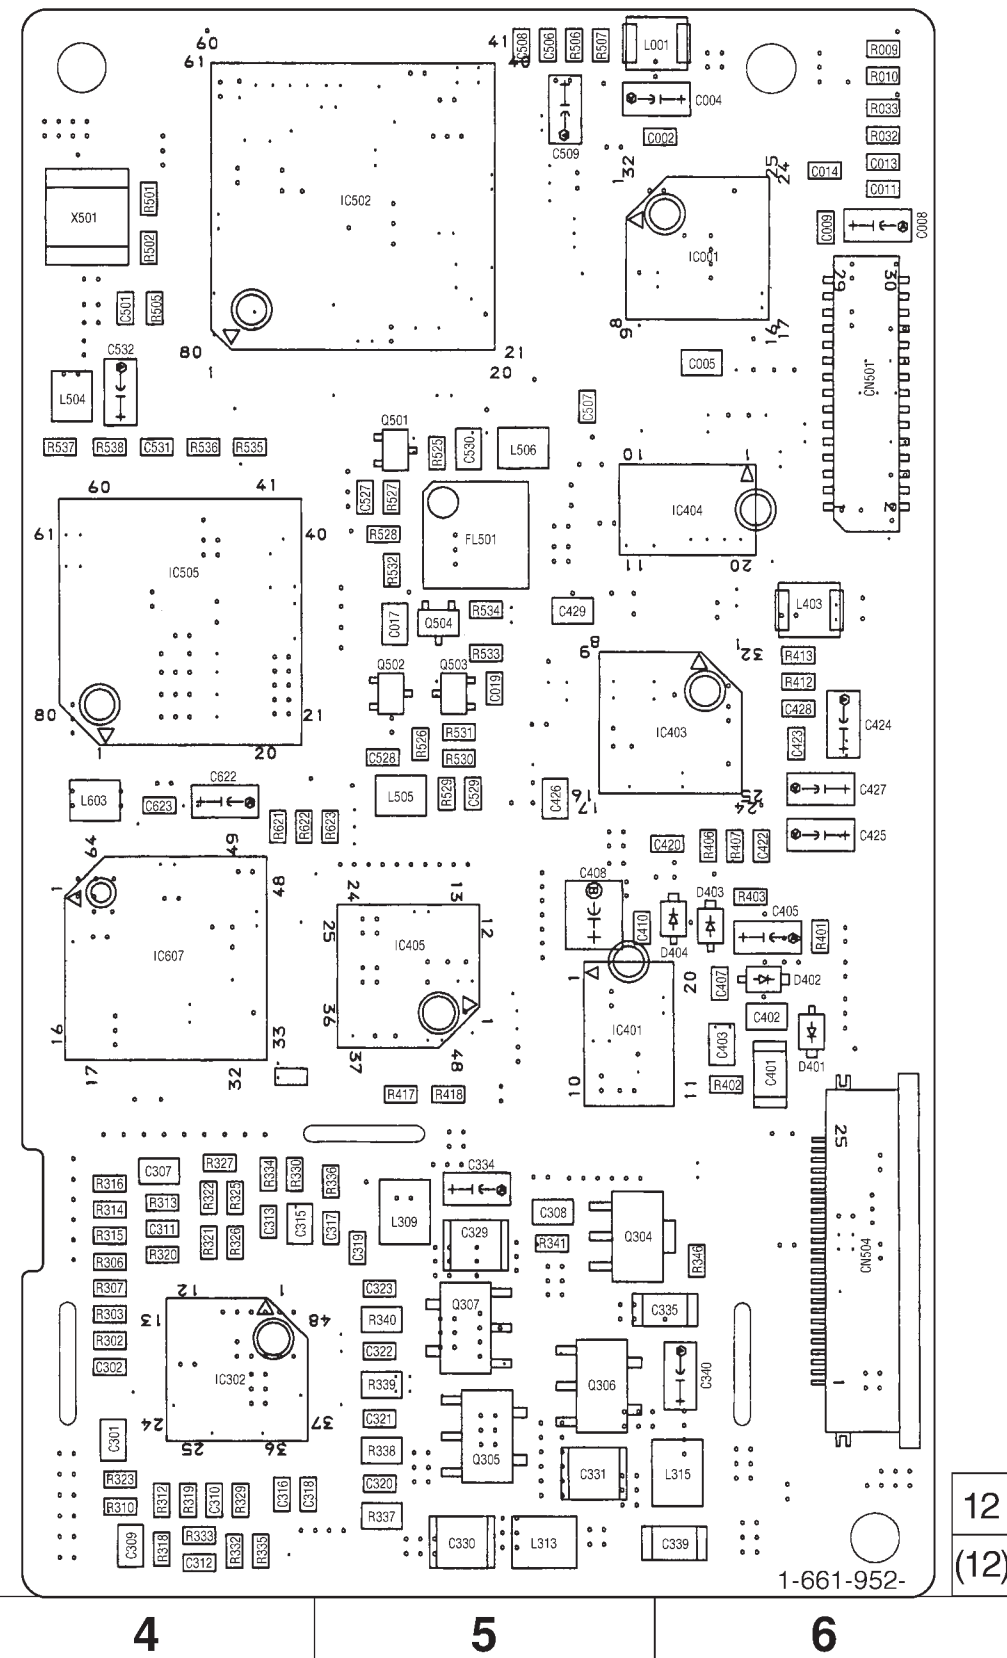 60
61
41
40
C508
C506
R506
R507
L001
R009
R010
C509
C004
C002
R033
R032
C013
C011
C014
C009
C008
X501
R501
R502
IC502
1
32
25
24
IC001
8
9
16
17
29
30
CN501
2
C501
R505
80
1
21
20
C532
L504
C005
C507
R537
R538
C531
R536
R535
Q501
R525
C530
L506
10
1
IC404
11
20
60
41
61
40
IC505
80
21
1
20
C527
R527
R528
FL501
R532
C017
Q504
R534
R533
C429
L403
Q502
Q503
C019
8
9
1
32
R413
R412
C428
C424
C423
IC403
R531
R530
R526
C528
L505
R529
C529
C426
16
17
25
24
C427
C425
L603
C623
C622
R621
R622
R623
C420
R406
R407
C422
64
49
1
48
IC607
16
17
32
33
24
13
25
12
IC405
36
1
37
48
C408
C410
D404
D403
R403
C405
R401
1
20
IC401
10
11
C407
D402
C402
C403
D401
R402
C401
R417
R418
25
CN504
1
C307
R327
R316
R314
R315
R306
R307
R303
R302
C302
R313
C311
R320
R322
R325
R321
R326
R334
R330
C313
C315
R336
C317
C319
L309
C334
C329
C308
R341
Q304
R346
12
1
13
48
IC302
24
25
36
37
C323
R340
C322
R339
C321
R338
C320
R337
Q307
C335
Q306
C340
Q305
C331
L315
C301
R323
R310
R312
R319
C310
R329
C316
C318
C309
R318
R333
C312
R332
R335
C330
L313
C339
1-661-952-
12
(12)
4
5
6